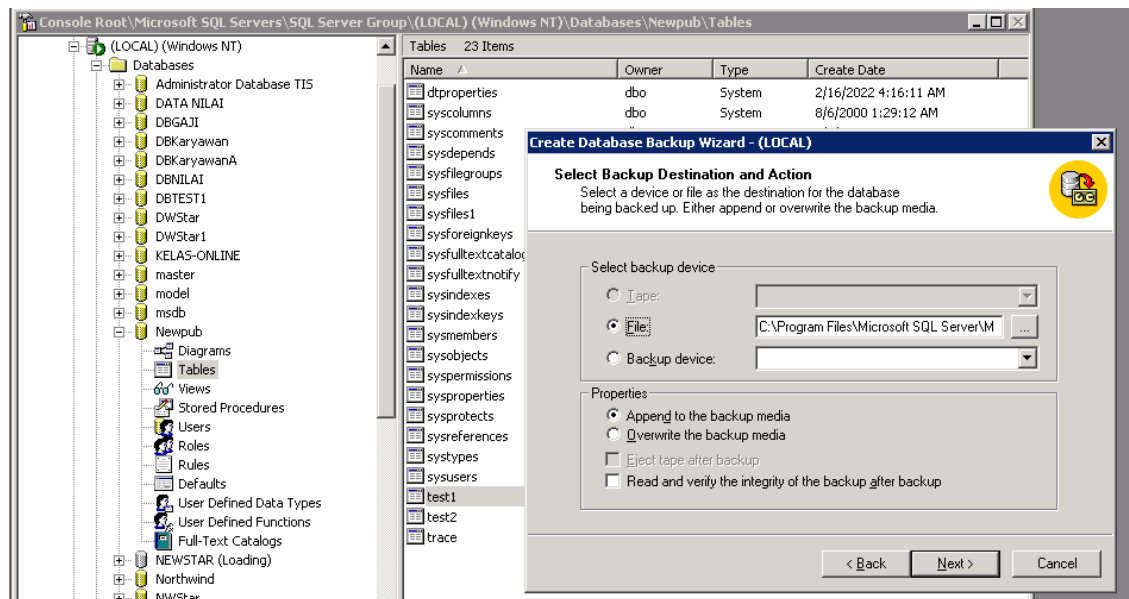 Console Root\Microsoft SQL Servers\SQL Server Group\(LOCAL) (Windows NT)\Databases\Newpub\Tables
(LOCAL) (Windows NT)
Databases
Administrator Database TIS
DATA NILAI
DBGAJI
DBKaryawan
DBKaryawanA
DBNILAI
DBTEST1
DWStar
DWStar1
KELAS-ONLINE
master
model
msdb
Newpub
Diagrams
Tables
Views
Stored Procedures
Users
Roles
Rules
Defaults
User Defined Data Types
User Defined Functions
Full-Text Catalogs
NEWSTAR (Loading)
Northwind
NWStar
Tables 23 Items
Name Owner Type Create Date
dtproperties dbo System 2/16/2022 4:16:11 AM
syscolumns dbo System 8/6/2000 1:29:12 AM
syscomments
sysdepends
sysfilegroups
sysfiles
sysfiles1
sysforeignkeys
sysfulltextcatalog
sysfulltextnotify
sysindexes
sysindexkeys
sysmembers
sysobjects
syspermissions
sysproperties
sysprotects
sysreferences
systypes
sysusers
test1
test2
trace
Create Database Backup Wizard - (LOCAL)
Select Backup Destination and Action
Select a device or file as the destination for the database
being backed up. Either append or overwrite the backup media.
Select backup device
Tape:
File: C:\Program Files\Microsoft SQL Server\M ...
Backup device:
Properties
Append to the backup media
Overwrite the backup media
Eject tape after backup
Read and verify the integrity of the backup after backup
< Back Next > Cancel